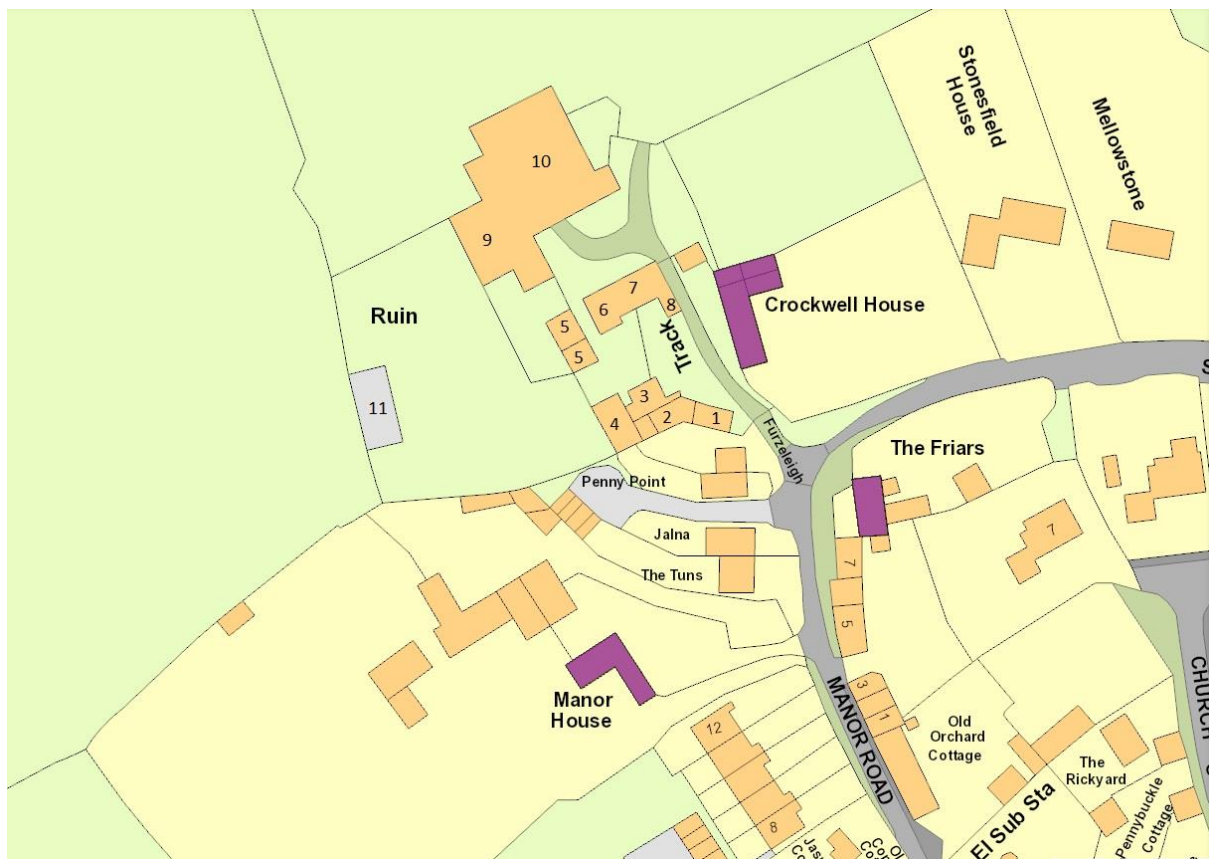 Stonesfield
House
Mellowstone
10
9
Ruin
7
6
8
5
5
Track
Crockwell House
11
3
2
1
4
Furzeleigh
The Friars
Penny Point
7
Jalna
7
The Tuns
5
Manor
House
MANOR ROAD
3
1
12
8
Old
Orchard
Cottage
The
Rickyard
El Sub Sta
Pennybuckle
Cottage
CHURCH